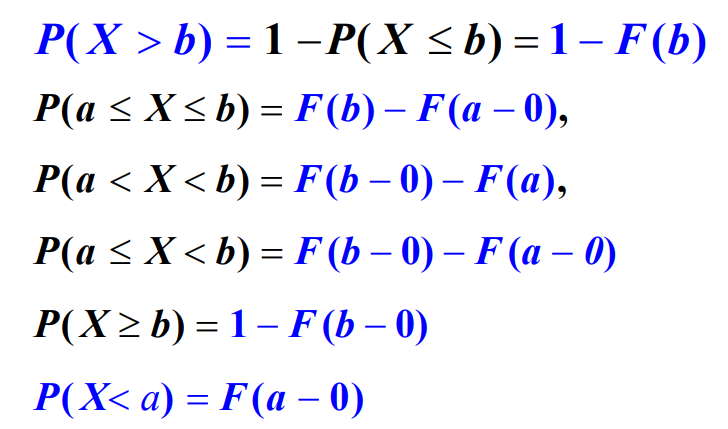 P(X > b) = 1 – P(X ≤ b) = 1 – F(b)
P(a ≤ X ≤ b) = F(b) – F(a – 0),
P(a < X < b) = F(b – 0) – F(a),
P(a ≤ X < b) = F(b – 0) – F(a – 0)
P(X ≥ b) = 1 – F(b – 0)
P(X< a) = F(a – 0)